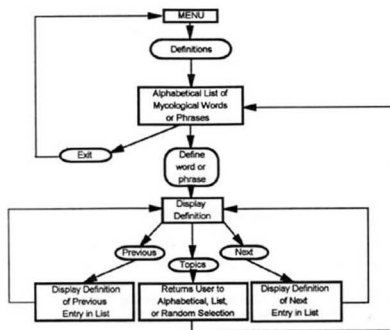 MENU
Definitions
Alphabetical List of
Mycological Words
or Phrases
Exit
Define
word or
phrase
Display
Definition
Previous
Topics
Next
Display Definition
of Previous
Entry in List
Returns User to
Alphabetical, List,
or Random Selection
Display Definition
of Next
Entry in List